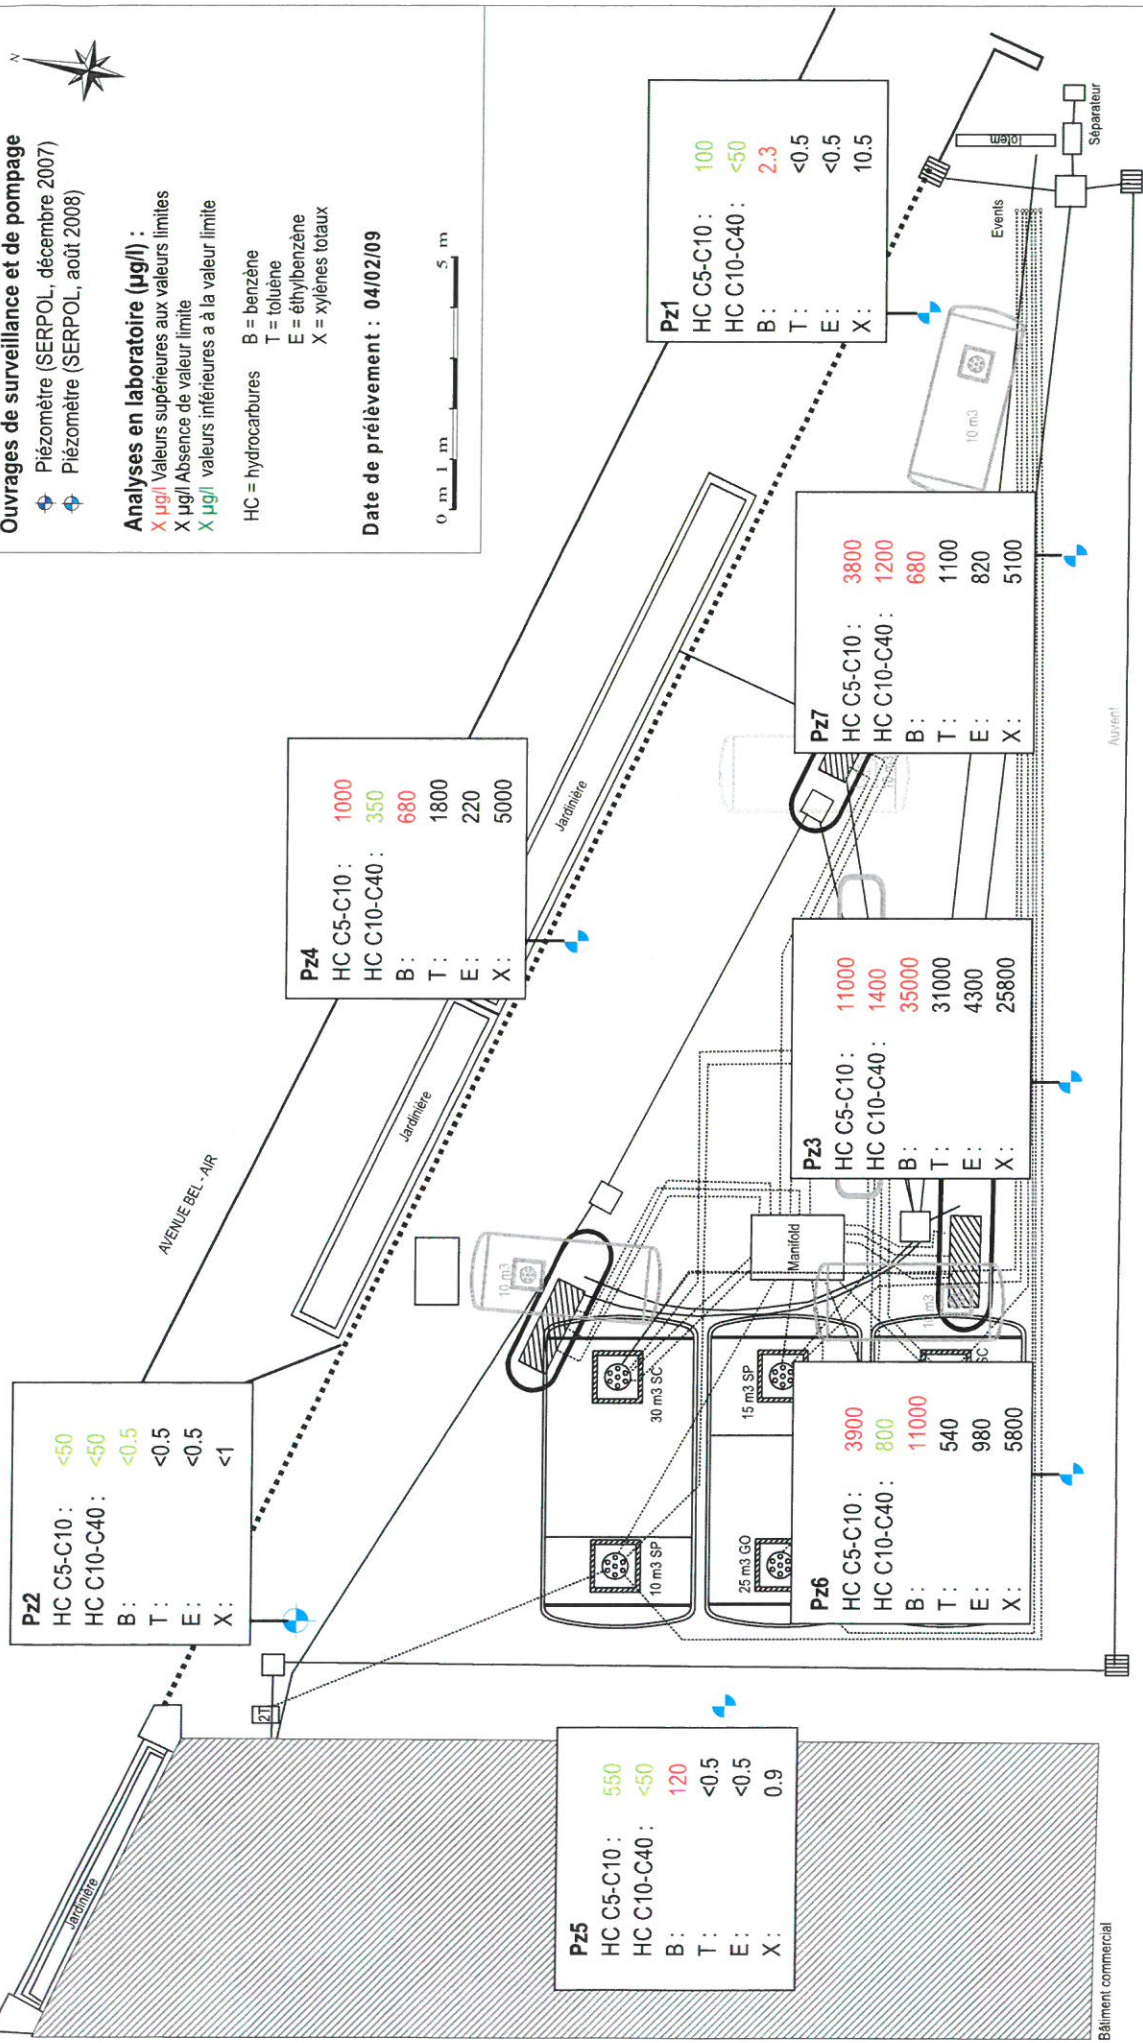 Ouvrages de surveillance et de pompage
Piézomètre (SERPOL, décembre 2007)
Piézomètre (SERPOL, août 2008)
N
Analyses en laboratoire (µg/l) :
X µg/l Valeurs supérieures aux valeurs limites
X µg/l Absence de valeur limite
X µg/l valeurs inférieures a à la valeur limite
HC = hydrocarbures
B = benzène
T = toluène
E = éthylbenzène
X = xylènes totaux
Date de prélèvement : 04/02/09
0 m 1 m 5 m
Pz2
HC C5-C10 : <50
HC C10-C40 : <50
B : <0.5
T : <0.5
E : <0.5
X : <1
AVENUE BEL - AIR
Pz4
HC C5-C10 : 1000
HC C10-C40 : 350
B : 680
T : 1800
E : 220
X : 5000
Pz1
HC C5-C10 : 100
HC C10-C40 : <50
B : 2.3
T : <0.5
E : <0.5
X : 10.5
Jardinière
Jardinière
Jardinière
2T
10 m3
10 m3 SP
30 m3 SC
Manifold
25 m3 GO
15 m3 SP
SC
10 m3
Pz5
HC C5-C10 : 550
HC C10-C40 : <50
B : 120
T : <0.5
E : <0.5
X : 0.9
Pz6
HC C5-C10 : 3900
HC C10-C40 : 800
B : 11000
T : 540
E : 980
X : 5800
Pz3
HC C5-C10 : 11000
HC C10-C40 : 1400
B : 35000
T : 31000
E : 4300
X : 25800
Pz7
HC C5-C10 : 3800
HC C10-C40 : 1200
B : 680
T : 1100
E : 820
X : 5100
10 m3
Events
Totem
Séparateur
Auvent
Bâtiment commercial